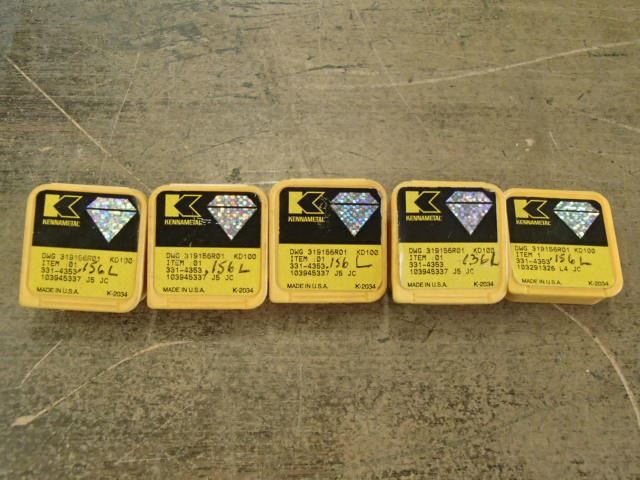 KENNAMETAL
DWG 319156R01 KD100
ITEM 01
331-4353 .156 L
103945337 J5 JC
MADE IN U.S.A. K-2034
KENNAMETAL
DWG 319156R01 KD100
ITEM 01
331-4353 .156 L
103945337 J5 JC
MADE IN U.S.A. K-2034
KENNAMETAL
DWG 319156R01 KD100
ITEM 01
331-4353 .156 L
103945337 J5 JC
MADE IN U.S.A. K-2034
KENNAMETAL
DWG 319156R01 KD100
ITEM 01
331-4353 .156 L
103945337 J5 JC
MADE IN U.S.A. K-2034
KENNAMETAL
DWG 319156R01 KD100
ITEM 1
331-4353 .156 L
103291326 L4 JC
MADE IN U.S.A. K-2034